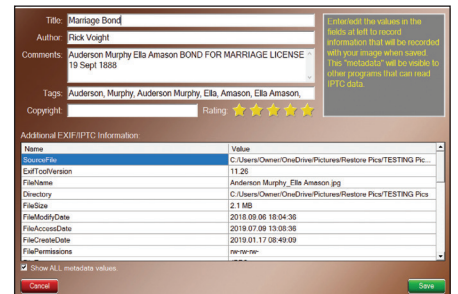 Title: Marriage Bond
Author: Rick Voight
Comments: Auderson Murphy Ella Amason BOND FOR MARRIAGE LICENSE
19 Sept 1888
Tags: Auderson, Murphy, Auderson Murphy, Ella, Amason, Ella Amason,
Copyright: Rating:
Enter/edit the values in the
fields at left to record
information that will be recorded
with your image when saved.
This "metadata" will be visible to
other programs that can read
IPTC data.
Additional EXIF/IPTC Information:
Name Value
SourceFile C:/Users/Owner/OneDrive/Pictures/Restore Pics/TESTING Pic...
ExifToolVersion 11.26
FileName Anderson Murphy_Ella Amason.jpg
Directory C:/Users/Owner/OneDrive/Pictures/Restore Pics/TESTING Pics
FileSize 2.1 MB
FileModifyDate 2018.09.06 18:04:36
FileAccessDate 2019.07.09 13:08:36
FileCreateDate 2019.01.17 08:49:09
FilePermissions rw-rw-rw-
Show ALL metadata values.
Cancel Save